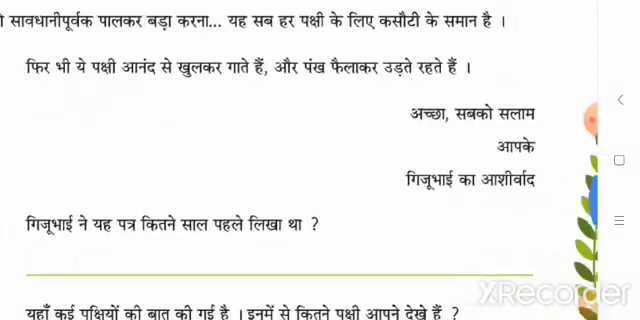 सावधानीपूर्वक पालकर बड़ा करना... यह सब हर पक्षी के लिए कसौटी के समान है ।
फिर भी ये पक्षी आनंद से खुलकर गाते हैं, और पंख फैलाकर उड़ते रहते हैं ।
अच्छा, सबको सलाम
आपके
गिजूभाई का आशीर्वाद
गिजूभाई ने यह पत्र कितने साल पहले लिखा था ?
XRecorder
यहाँ कई पक्षियों की बात की गई है । इनमें से कितने पक्षी आपने देखे हैं ?